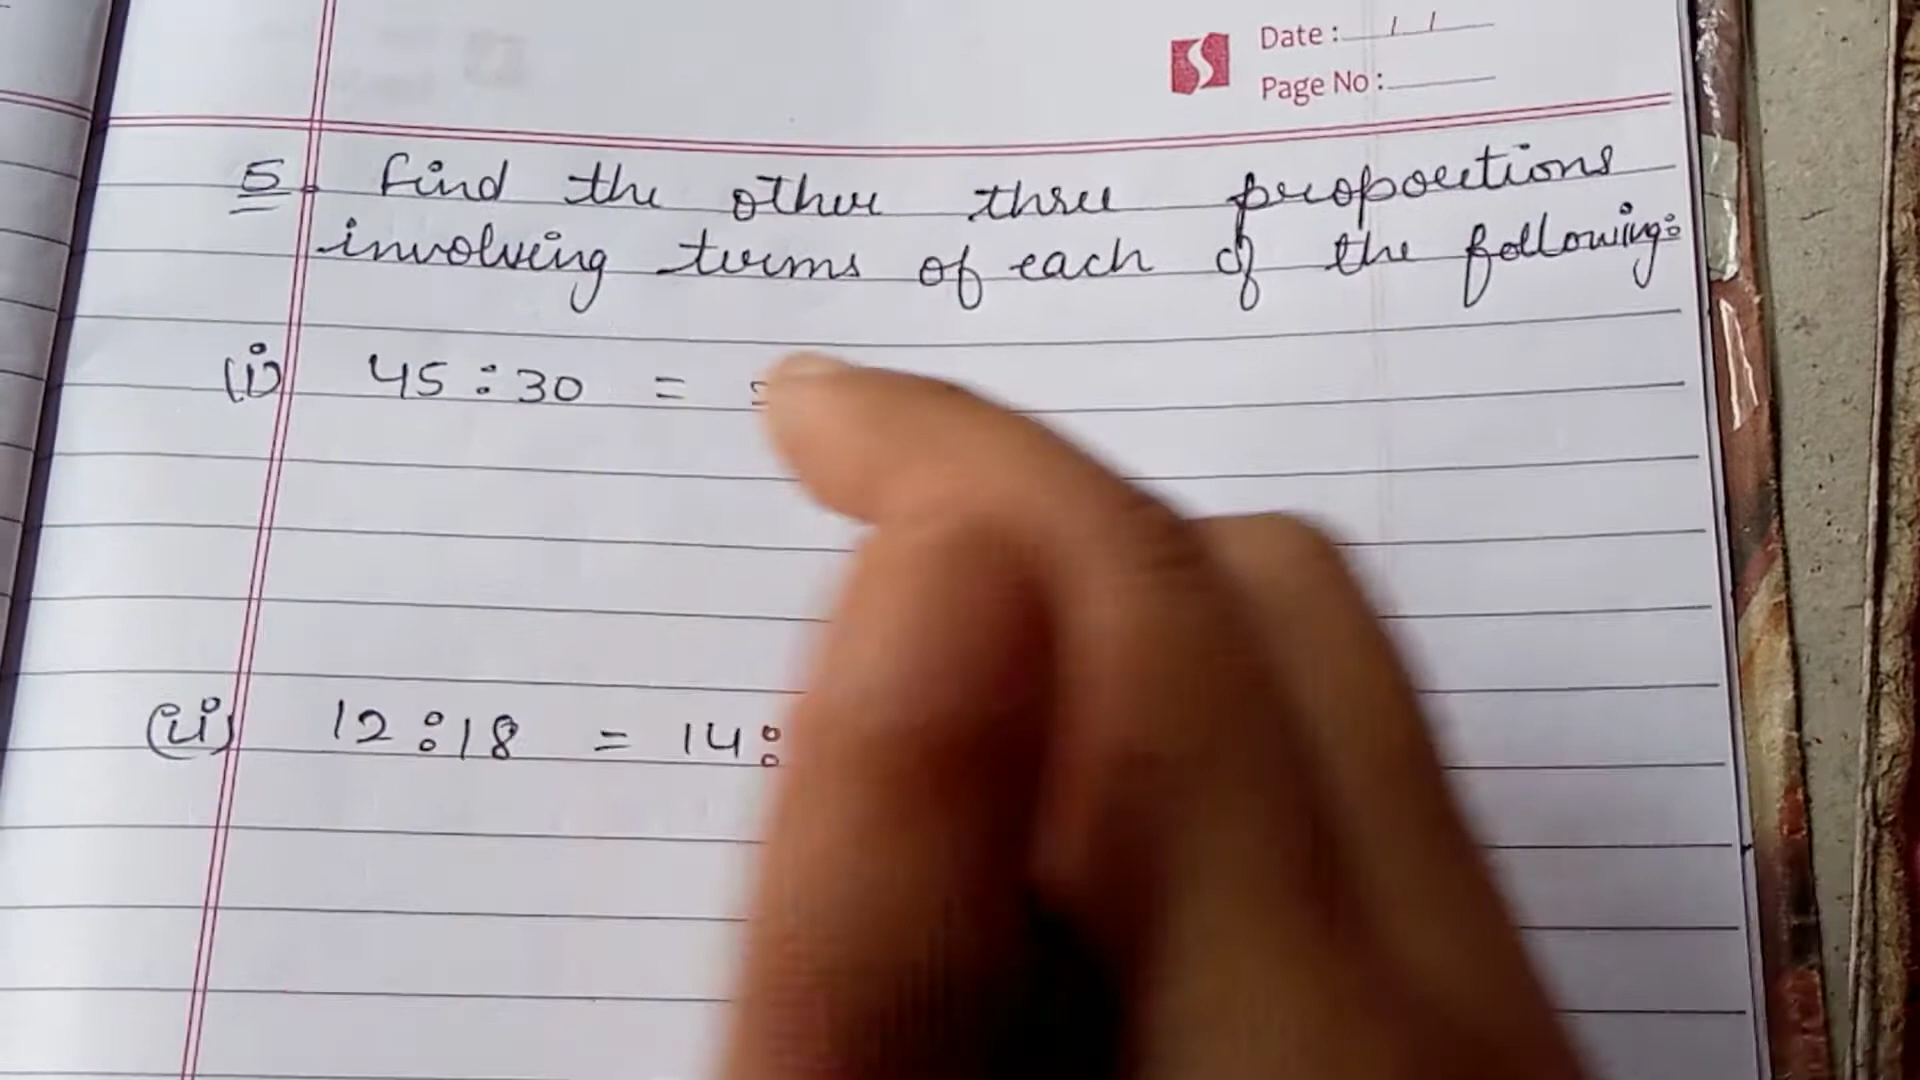 Date :
Page No :
5. Find the other three proportions
involving terms of each of the following:
(i) 45 : 30 =
(ii) 12 : 18 = 14 :